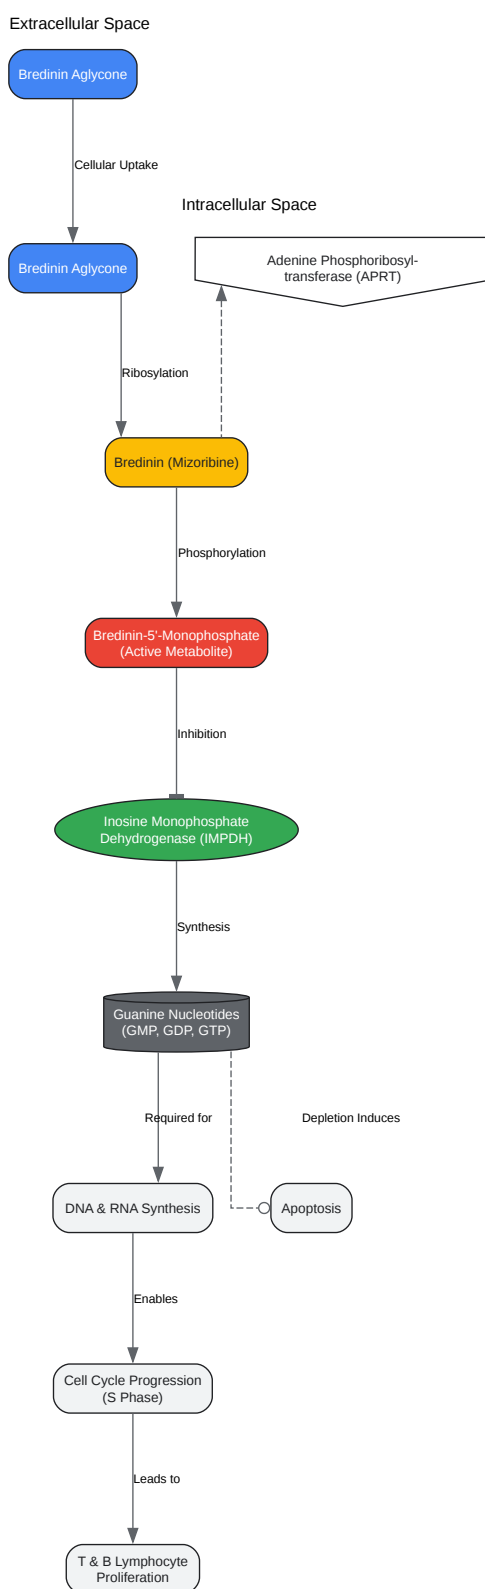 Extracellular Space
Bredinin Aglycone
Cellular Uptake
Intracellular Space
Bredinin Aglycone
Adenine Phosphoribosyl-
transferase (APRT)
Ribosylation
Bredinin (Mizoribine)
Phosphorylation
Bredinin-5'-Monophosphate
(Active Metabolite)
Inhibition
Inosine Monophosphate
Dehydrogenase (IMPDH)
Synthesis
Guanine Nucleotides
(GMP, GDP, GTP)
Required for
Depletion Induces
DNA & RNA Synthesis
Apoptosis
Enables
Cell Cycle Progression
(S Phase)
Leads to
T & B Lymphocyte
Proliferation